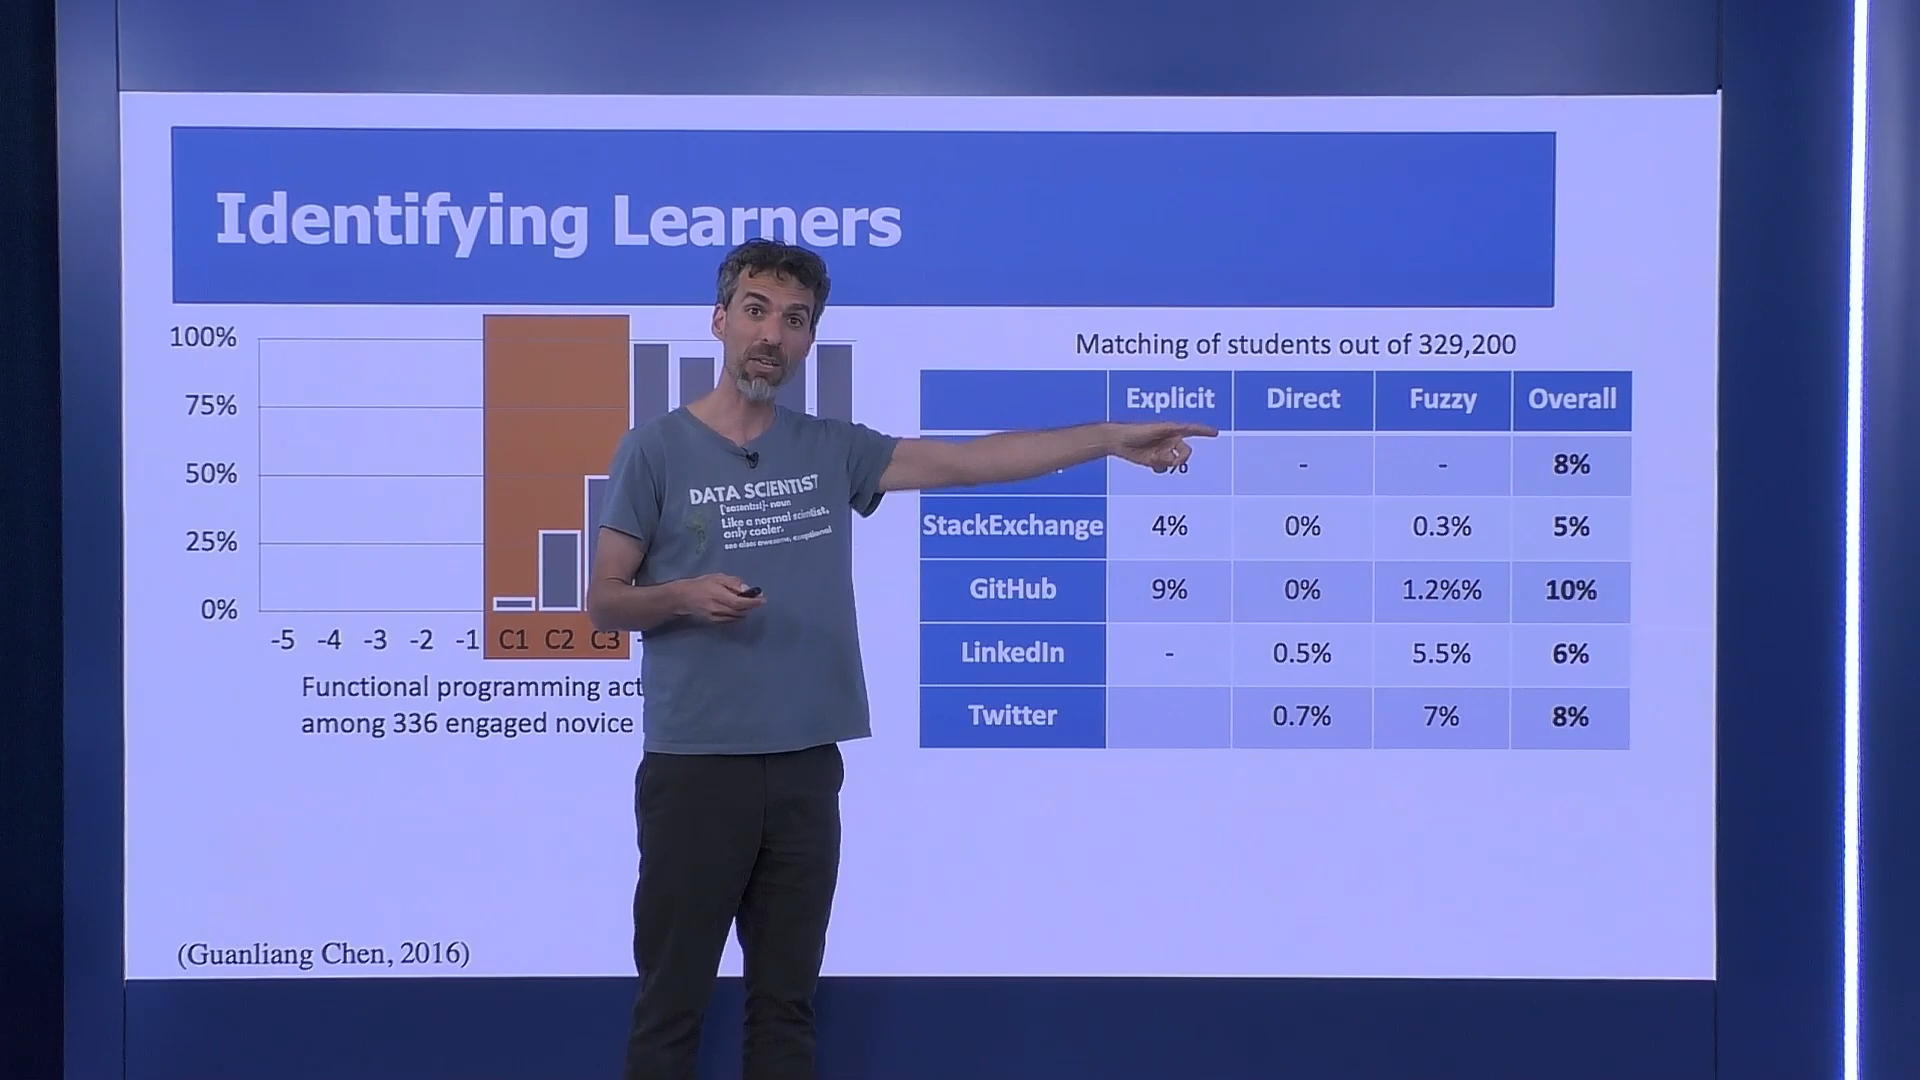 Identifying Learners
100%
75%
50%
25%
0%
-5 -4 -3 -2 -1 C1 C2 C3
Functional programming
among 336 engaged novice
(Guanliang Chen, 2016)
DATA SCIENTIST
noun
Like a normal scientist,
only cooler.
Matching of students out of 329,200
Explicit Direct Fuzzy Overall
- - 8%
StackExchange 4% 0% 0.3% 5%
GitHub 9% 0% 1.2%% 10%
LinkedIn - 0.5% 5.5% 6%
Twitter 0.7% 7% 8%